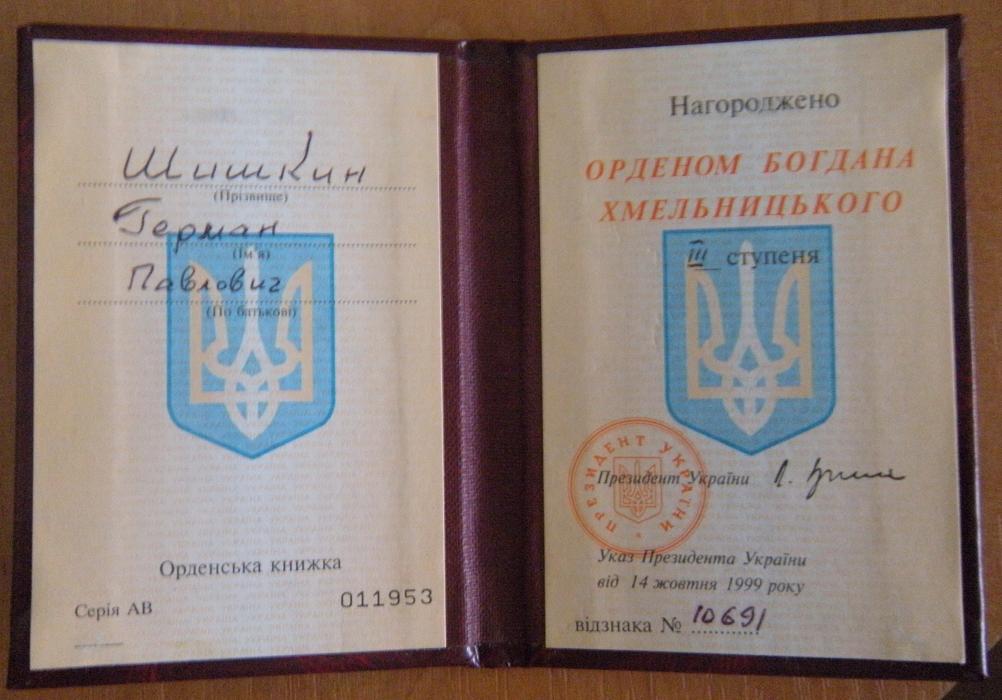 Шишкин
(Прізвище)
Герман
(Ім'я)
Павлович
(По батькові)
Орденська книжка
Серія АВ
011953
Нагороджено
ОРДЕНОМ БОГДАНА
ХМЕЛЬНИЦЬКОГО
III ступеня
ПРЕЗИДЕНТ УКРАЇНИ
Президент України
Указ Президента України
від 14 жовтня 1999 року
відзнака № 10691